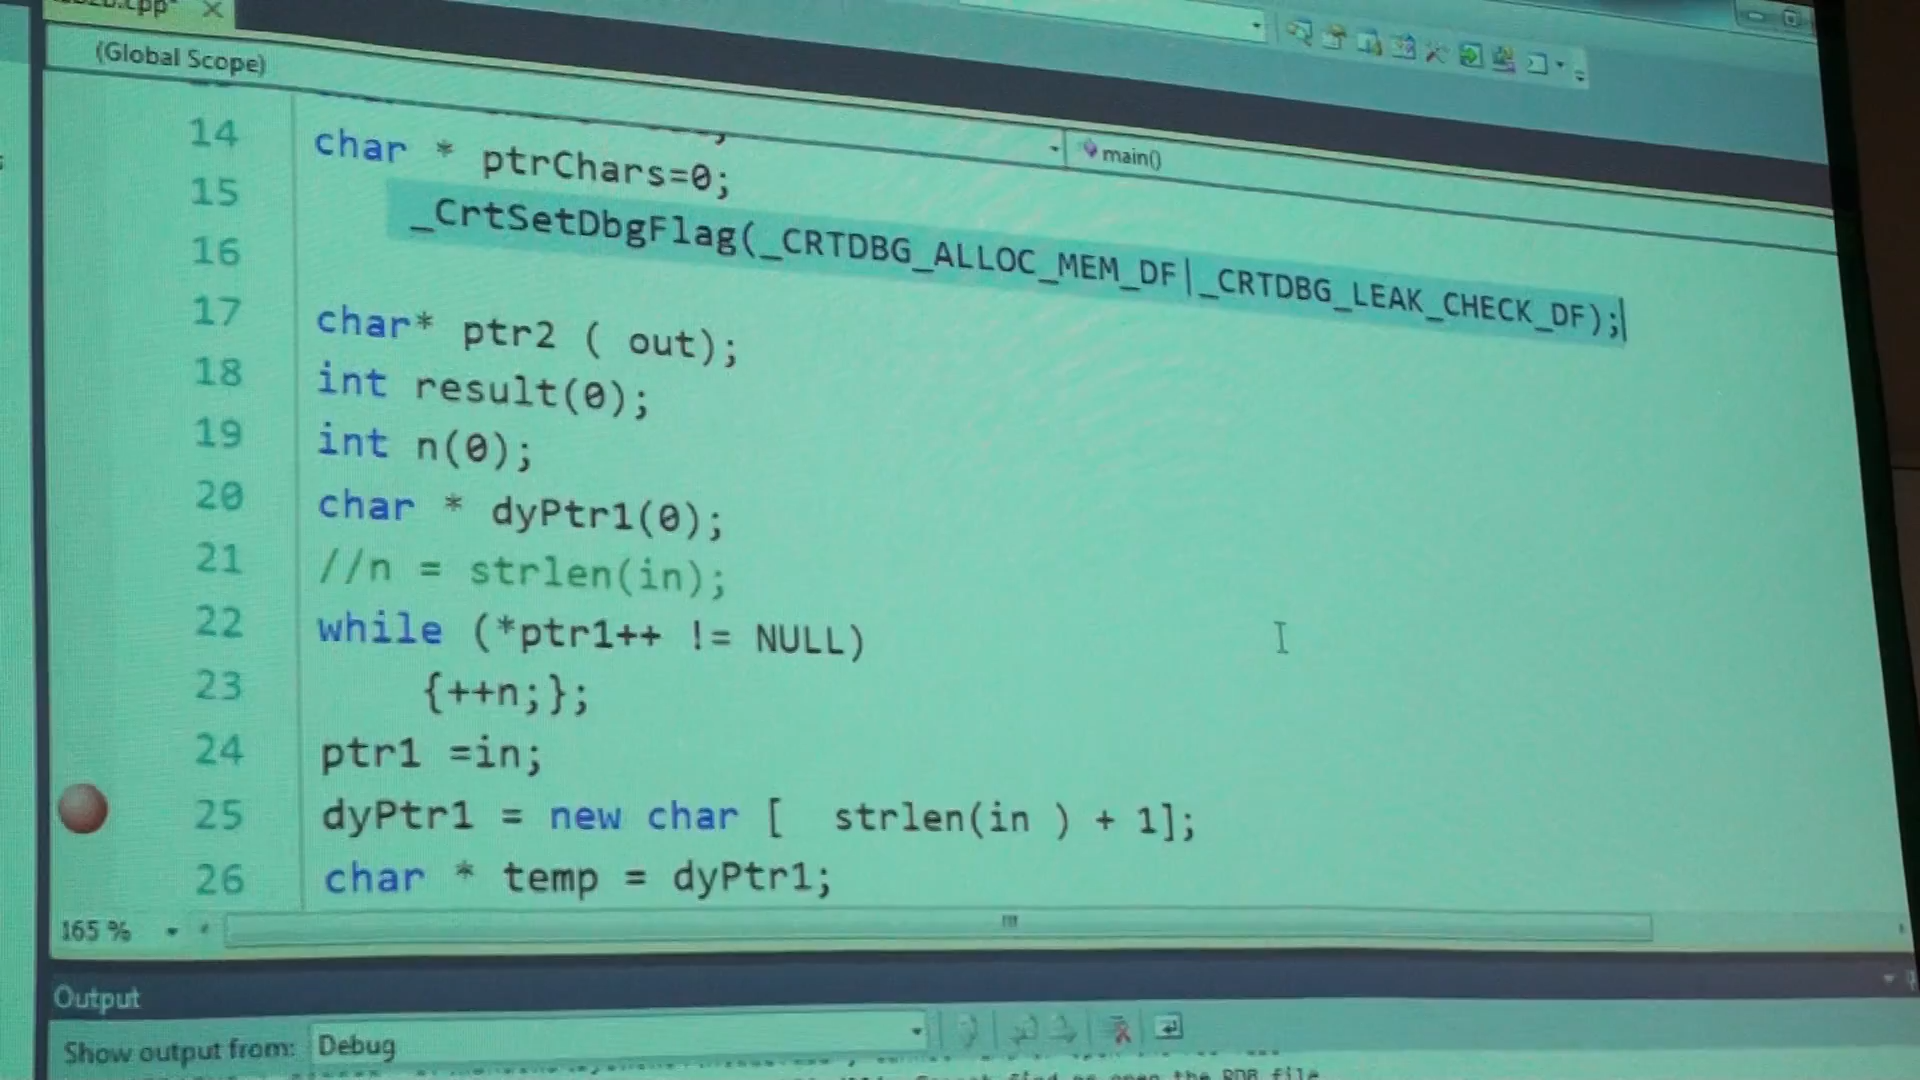 (Global Scope)
main()
14 char * ptrChars=0;
15 _CrtSetDbgFlag(_CRTDBG_ALLOC_MEM_DF|_CRTDBG_LEAK_CHECK_DF);
16
17 char* ptr2 ( out);
18 int result(0);
19 int n(0);
20 char * dyPtr1(0);
21 //n = strlen(in);
22 while (*ptr1++ != NULL)
23 {++n;};
24 ptr1 =in;
25 dyPtr1 = new char [ strlen(in ) + 1];
26 char * temp = dyPtr1;
165 %
Output
Show output from: Debug